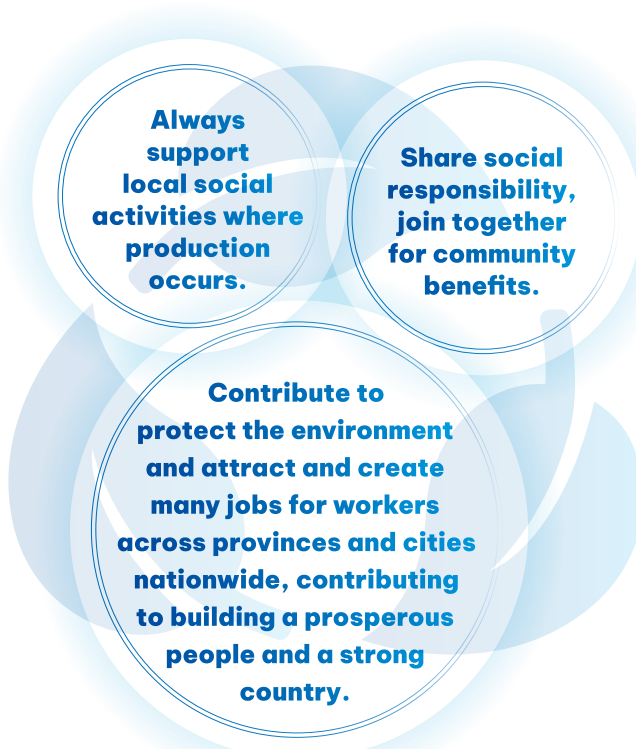 Always
support
local social
activities where
production
occurs.
Share social
responsibility,
join together
for community
benefits.
Contribute to
protect the environment
and attract and create
many jobs for workers
across provinces and cities
nationwide, contributing
to building a prosperous
people and a strong
country.